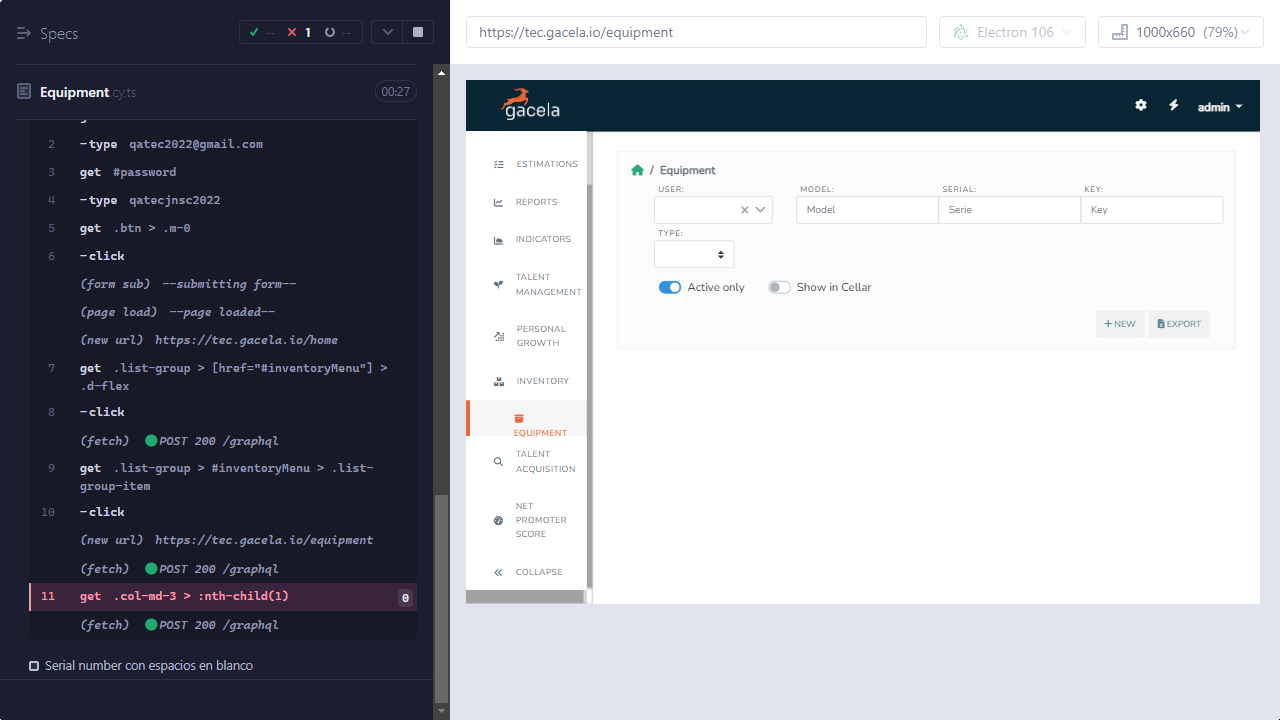 Specs
-- 1 --
Equipment cy.ts
00:27
2 -type qatec2022@gmail.com
3 get #password
4 -type qatecjnsc2022
5 get .btn > .m-0
6 -click
(form sub) --submitting form--
(page load) --page loaded--
(new url) https://tec.gacela.io/home
7 get .list-group > [href="#inventoryMenu"] >
.d-flex
8 -click
(fetch) POST 200 /graphql
9 get .list-group > #inventoryMenu > .list-
group-item
10 -click
(new url) https://tec.gacela.io/equipment
(fetch) POST 200 /graphql
11 get .col-md-3 > :nth-child(1) 0
(fetch) POST 200 /graphql
Serial number con espacios en blanco
https://tec.gacela.io/equipment
Electron 106
1000x660 (79%)
gacela
admin
ESTIMATIONS
REPORTS
INDICATORS
TALENT
MANAGEMENT
PERSONAL
GROWTH
INVENTORY
EQUIPMENT
TALENT
ACQUISITION
NET
PROMOTER
SCORE
COLLAPSE
/ Equipment
USER: MODEL: SERIAL: KEY:
Model Serie Key
TYPE:
Active only Show in Cellar
+ NEW EXPORT